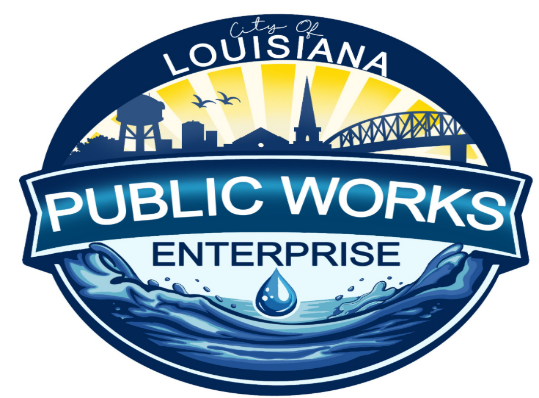 City Of
LOUISIANA
PUBLIC WORKS
ENTERPRISE